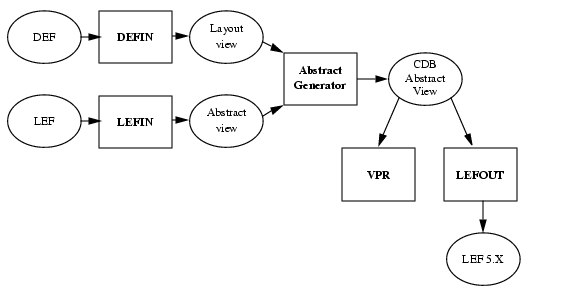 DEF
DEFIN
Layout
view
Abstract
Generator
CDB
Abstract
View
LEF
LEFIN
Abstract
view
VPR
LEFOUT
LEF 5.X